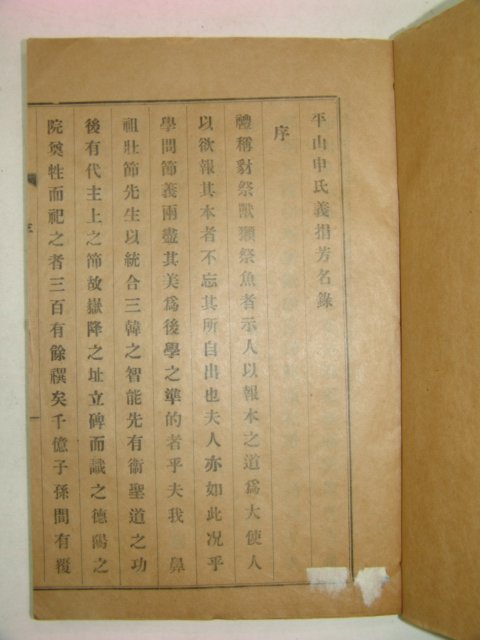 平山申氏義捐芳名錄
序
禮稱豺祭獸獺祭魚者示人以報本之道爲大使人
以欲報其本者不忘其所自出也夫人亦如此况乎
學問節義兩盡其美爲後學之準的者乎夫我鼻
祖壯節先生以統合三韓之智能先有衞聖道之功
後有代主上之節故嶽降之址立碑而識之德陽之
院奠牲而祀之者三百有餘禩矣千億子孫間有覆
序
一